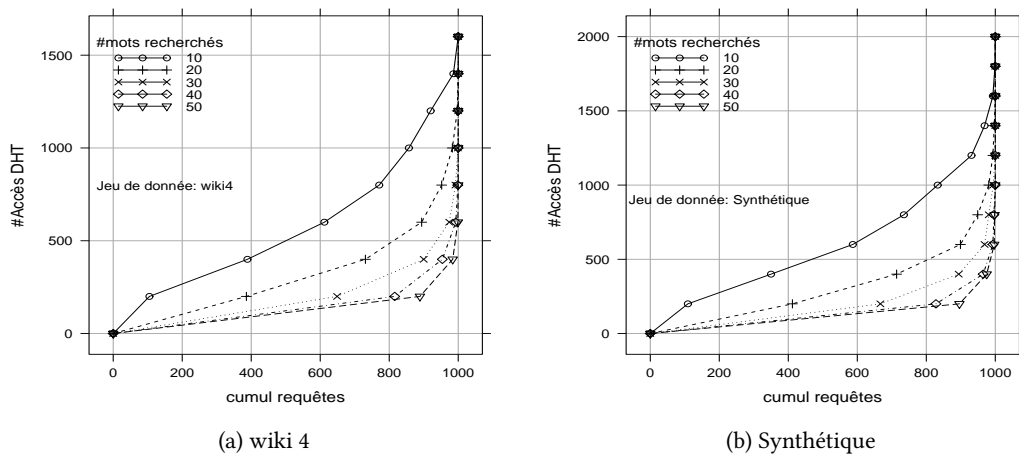 #mots recherchés
10
20
30
40
50
Jeu de donnée: wiki4
#Accès DHT
1500
1000
500
0
0 200 400 600 800 1000
cumul requêtes
(a) wiki 4
#mots recherchés
10
20
30
40
50
Jeu de donnée: Synthétique
#Accès DHT
2000
1500
1000
500
0
0 200 400 600 800 1000
cumul requêtes
(b) Synthétique